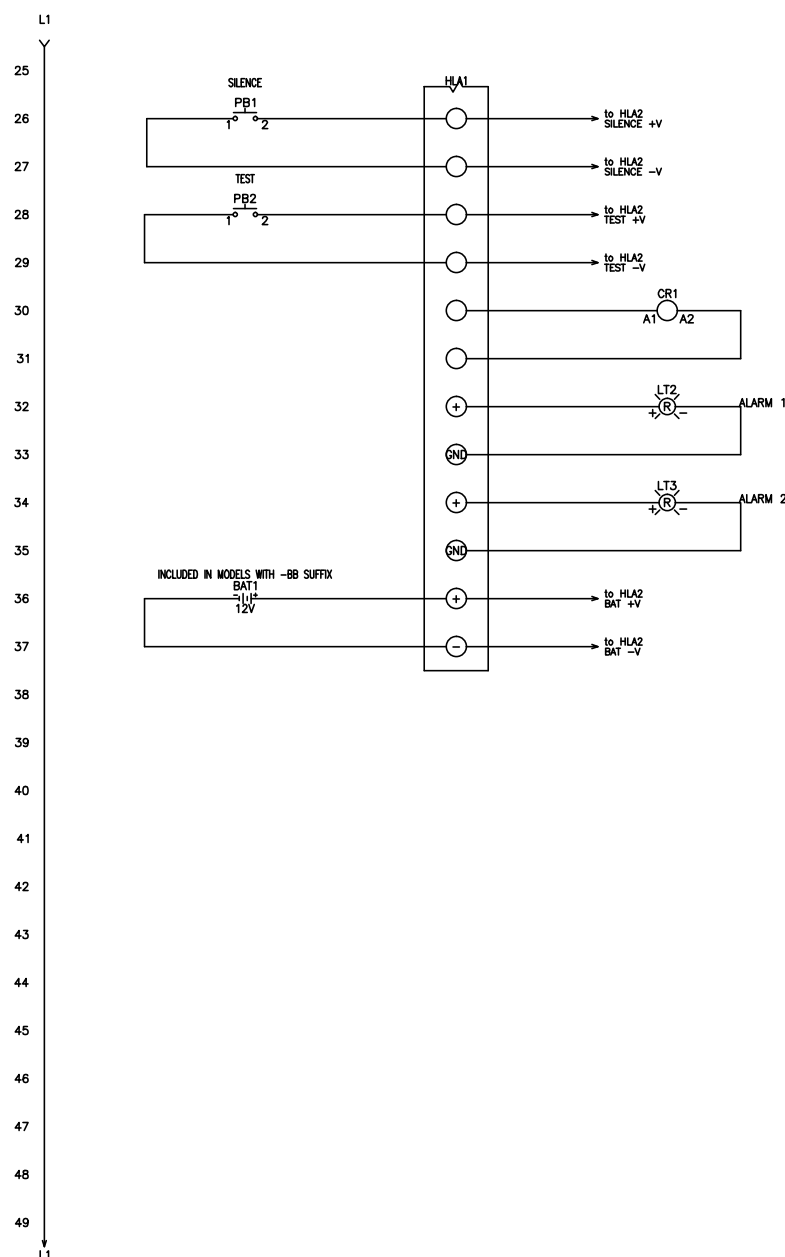 L1
25
SILENCE
HLA1
PB1
26 1 2 to HLA2
SILENCE +V
27 to HLA2
SILENCE -V
TEST
PB2
28 1 2 to HLA2
TEST +V
29 to HLA2
TEST -V
CR1
30 A1 A2
31
LT2
32 + + R - ALARM 1
33 GND
LT3
34 + + R - ALARM 2
35 GND
INCLUDED IN MODELS WITH -BB SUFFIX
BAT1
36 - + + to HLA2
12V BAT +V
37 - to HLA2
BAT -V
38
39
40
41
42
43
44
45
46
47
48
49
L1